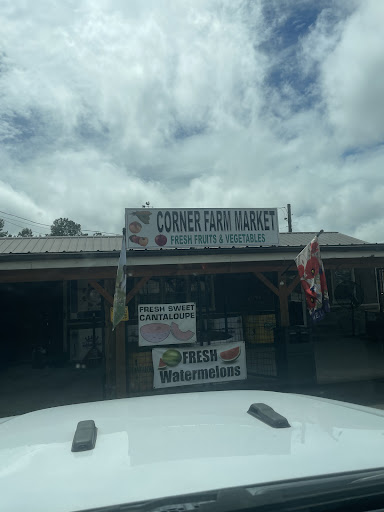 CORNER FARM MARKET
FRESH FRUITS & VEGETABLES
FRESH SWEET
CANTALOUPE
FRESH
Watermelons